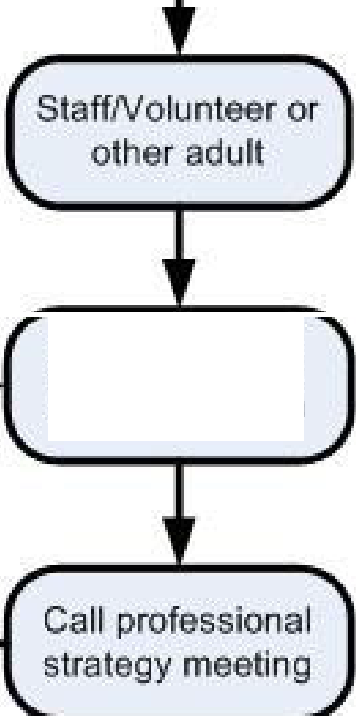 Staff/Volunteer or
other adult
Call professional
strategy meeting